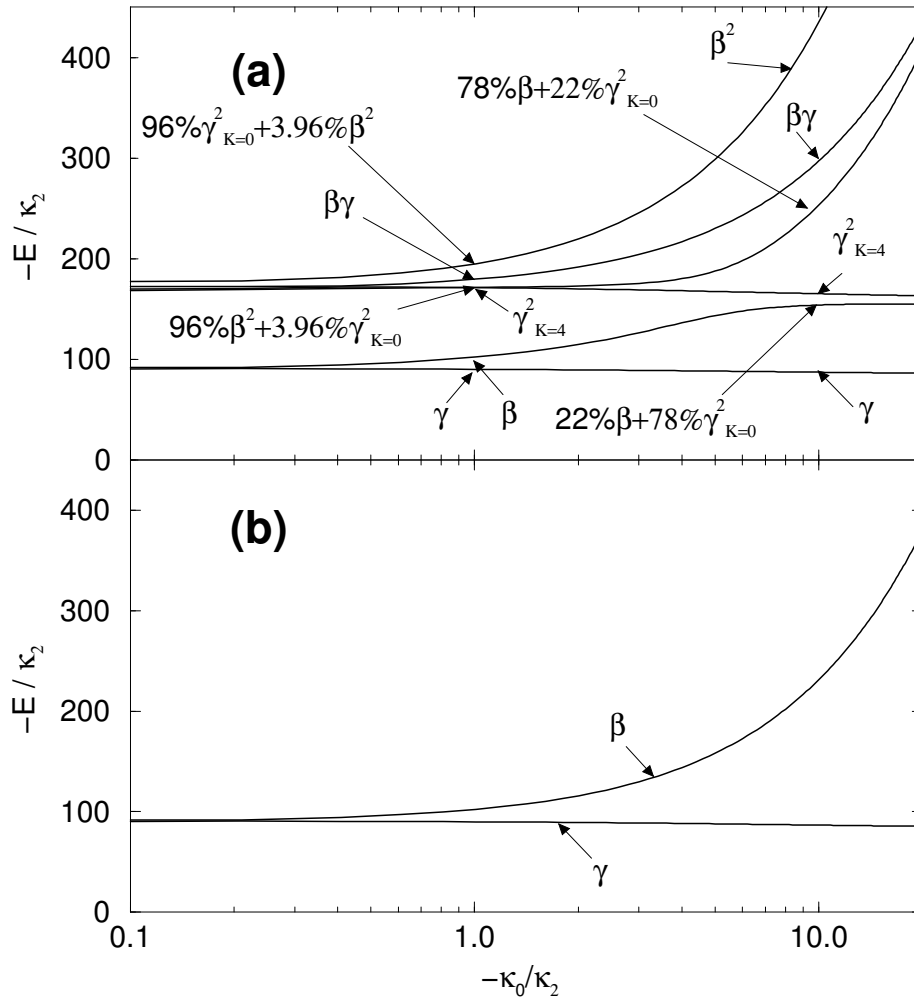 400
(a)
β²
78%β+22%γ²K=0
96%γ²K=0+3.96%β²
βγ
300
βγ
−E / κ₂
200
γ²K=4
96%β²+3.96%γ²K=0
γ²K=4
100
γ
β
22%β+78%γ²K=0
γ
0
400
(b)
300
−E / κ₂
200
β
100
γ
0
0.1
1.0
10.0
−κ₀/κ₂